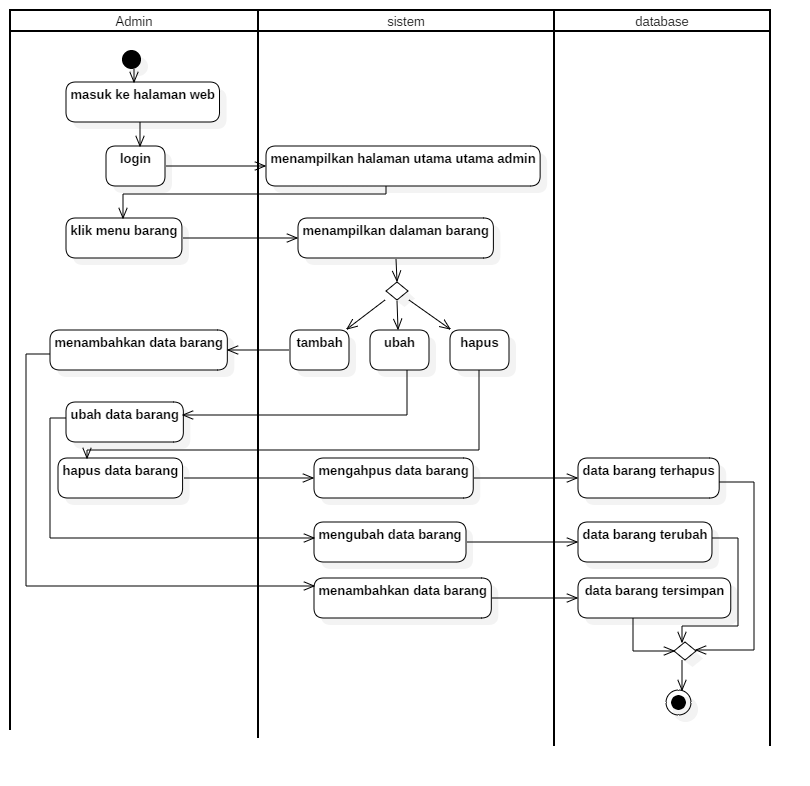 Admin
sistem
database
masuk ke halaman web
login
menampilkan halaman utama utama admin
klik menu barang
menampilkan dalaman barang
menambahkan data barang
tambah
ubah
hapus
ubah data barang
hapus data barang
mengahpus data barang
data barang terhapus
mengubah data barang
data barang terubah
menambahkan data barang
data barang tersimpan